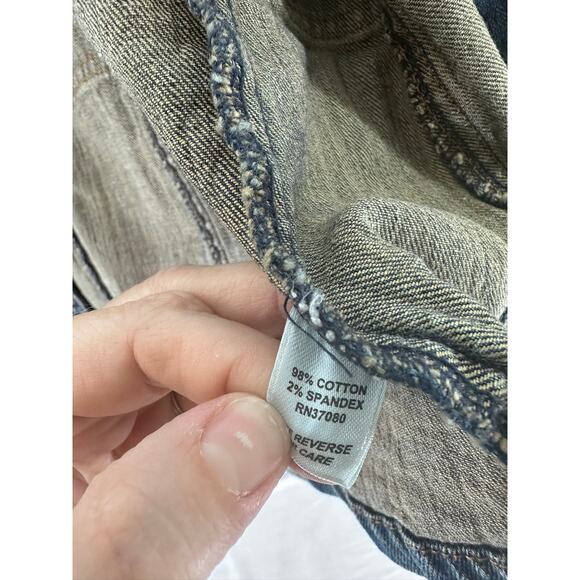 98% COTTON
2% SPANDEX
RN37080
REVERSE
CARE